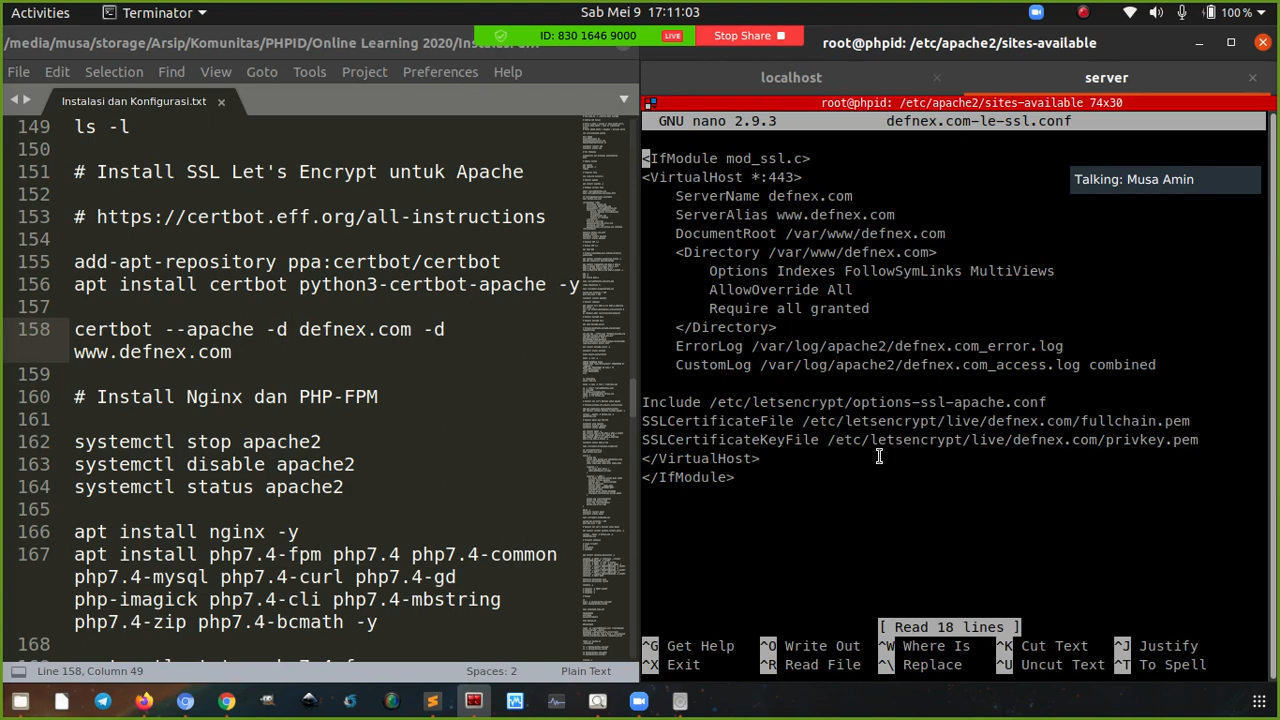 Activities
Terminator
Sab Mei 9 17:11:03
100 %
ID: 830 1646 9000
LIVE
Stop Share
/media/musa/storage/Arsip/Komunitas/PHPID/Online Learning 2020/
root@phpid: /etc/apache2/sites-available
File Edit Selection Find View Goto Tools Project Preferences Help
localhost
server
Instalasi dan Konfigurasi.txt
root@phpid: /etc/apache2/sites-available 74x30
149 ls -l
150
151 # Install SSL Let's Encrypt untuk Apache
152
153 # https://certbot.eff.org/all-instructions
154
155 add-apt-repository ppa:certbot/certbot
156 apt install certbot python3-certbot-apache -y
157
158 certbot --apache -d defnex.com -d
www.defnex.com
159
160 # Install Nginx dan PHP-FPM
161
162 systemctl stop apache2
163 systemctl disable apache2
164 systemctl status apache2
165
166 apt install nginx -y
167 apt install php7.4-fpm php7.4 php7.4-common
php7.4-mysql php7.4-curl php7.4-gd
php-imagick php7.4-cli php7.4-mbstring
php7.4-zip php7.4-bcmath -y
168
Line 158, Column 49
Spaces: 2
Plain Text
GNU nano 2.9.3 defnex.com-le-ssl.conf
<IfModule mod_ssl.c>
<VirtualHost *:443>
Talking: Musa Amin
ServerName defnex.com
ServerAlias www.defnex.com
DocumentRoot /var/www/defnex.com
<Directory /var/www/defnex.com>
Options Indexes FollowSymLinks MultiViews
AllowOverride All
Require all granted
</Directory>
ErrorLog /var/log/apache2/defnex.com_error.log
CustomLog /var/log/apache2/defnex.com_access.log combined
Include /etc/letsencrypt/options-ssl-apache.conf
SSLCertificateFile /etc/letsencrypt/live/defnex.com/fullchain.pem
SSLCertificateKeyFile /etc/letsencrypt/live/defnex.com/privkey.pem
</VirtualHost>
</IfModule>
[ Read 18 lines ]
^G Get Help ^O Write Out ^W Where Is ^K Cut Text ^J Justify
^X Exit ^R Read File ^\ Replace ^U Uncut Text ^T To Spell